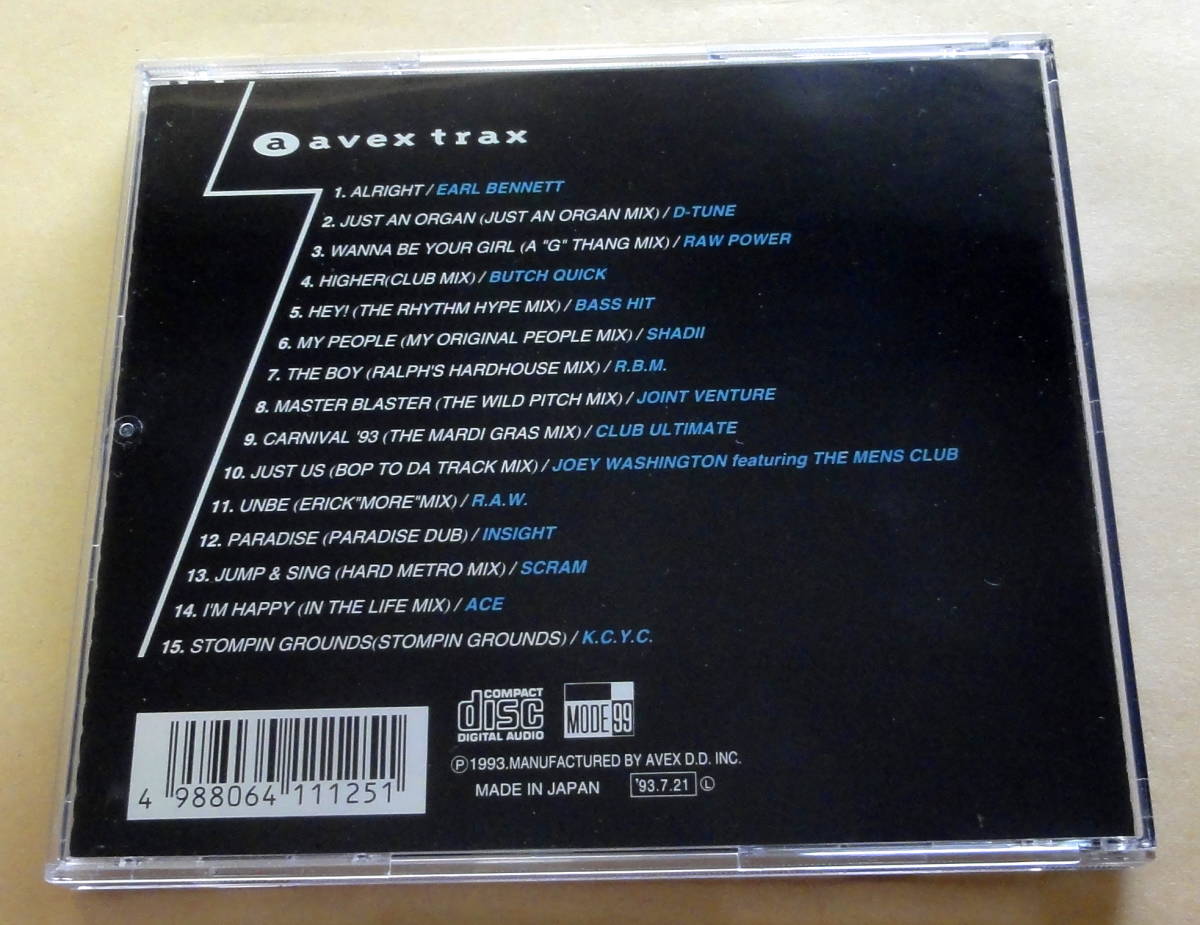 a avex trax
1. ALRIGHT / EARL BENNETT
2. JUST AN ORGAN (JUST AN ORGAN MIX) / D-TUNE
3. WANNA BE YOUR GIRL (A "G" THANG MIX) / RAW POWER
4. HIGHER(CLUB MIX) / BUTCH QUICK
5. HEY! (THE RHYTHM HYPE MIX) / BASS HIT
6. MY PEOPLE (MY ORIGINAL PEOPLE MIX) / SHADII
7. THE BOY (RALPH'S HARDHOUSE MIX) / R.B.M.
8. MASTER BLASTER (THE WILD PITCH MIX) / JOINT VENTURE
9. CARNIVAL '93 (THE MARDI GRAS MIX) / CLUB ULTIMATE
10. JUST US (BOP TO DA TRACK MIX) / JOEY WASHINGTON featuring THE MENS CLUB
11. UNBE (ERICK"MORE"MIX) / R.A.W.
12. PARADISE (PARADISE DUB) / INSIGHT
13. JUMP & SING (HARD METRO MIX) / SCRAM
14. I'M HAPPY (IN THE LIFE MIX) / ACE
15. STOMPIN GROUNDS(STOMPIN GROUNDS) / K.C.Y.C.
COMPACT
disc
DIGITAL AUDIO
MODE 99
Ⓟ1993.MANUFACTURED BY AVEX D.D. INC.
MADE IN JAPAN '93.7.21 Ⓛ
4 988064 111251